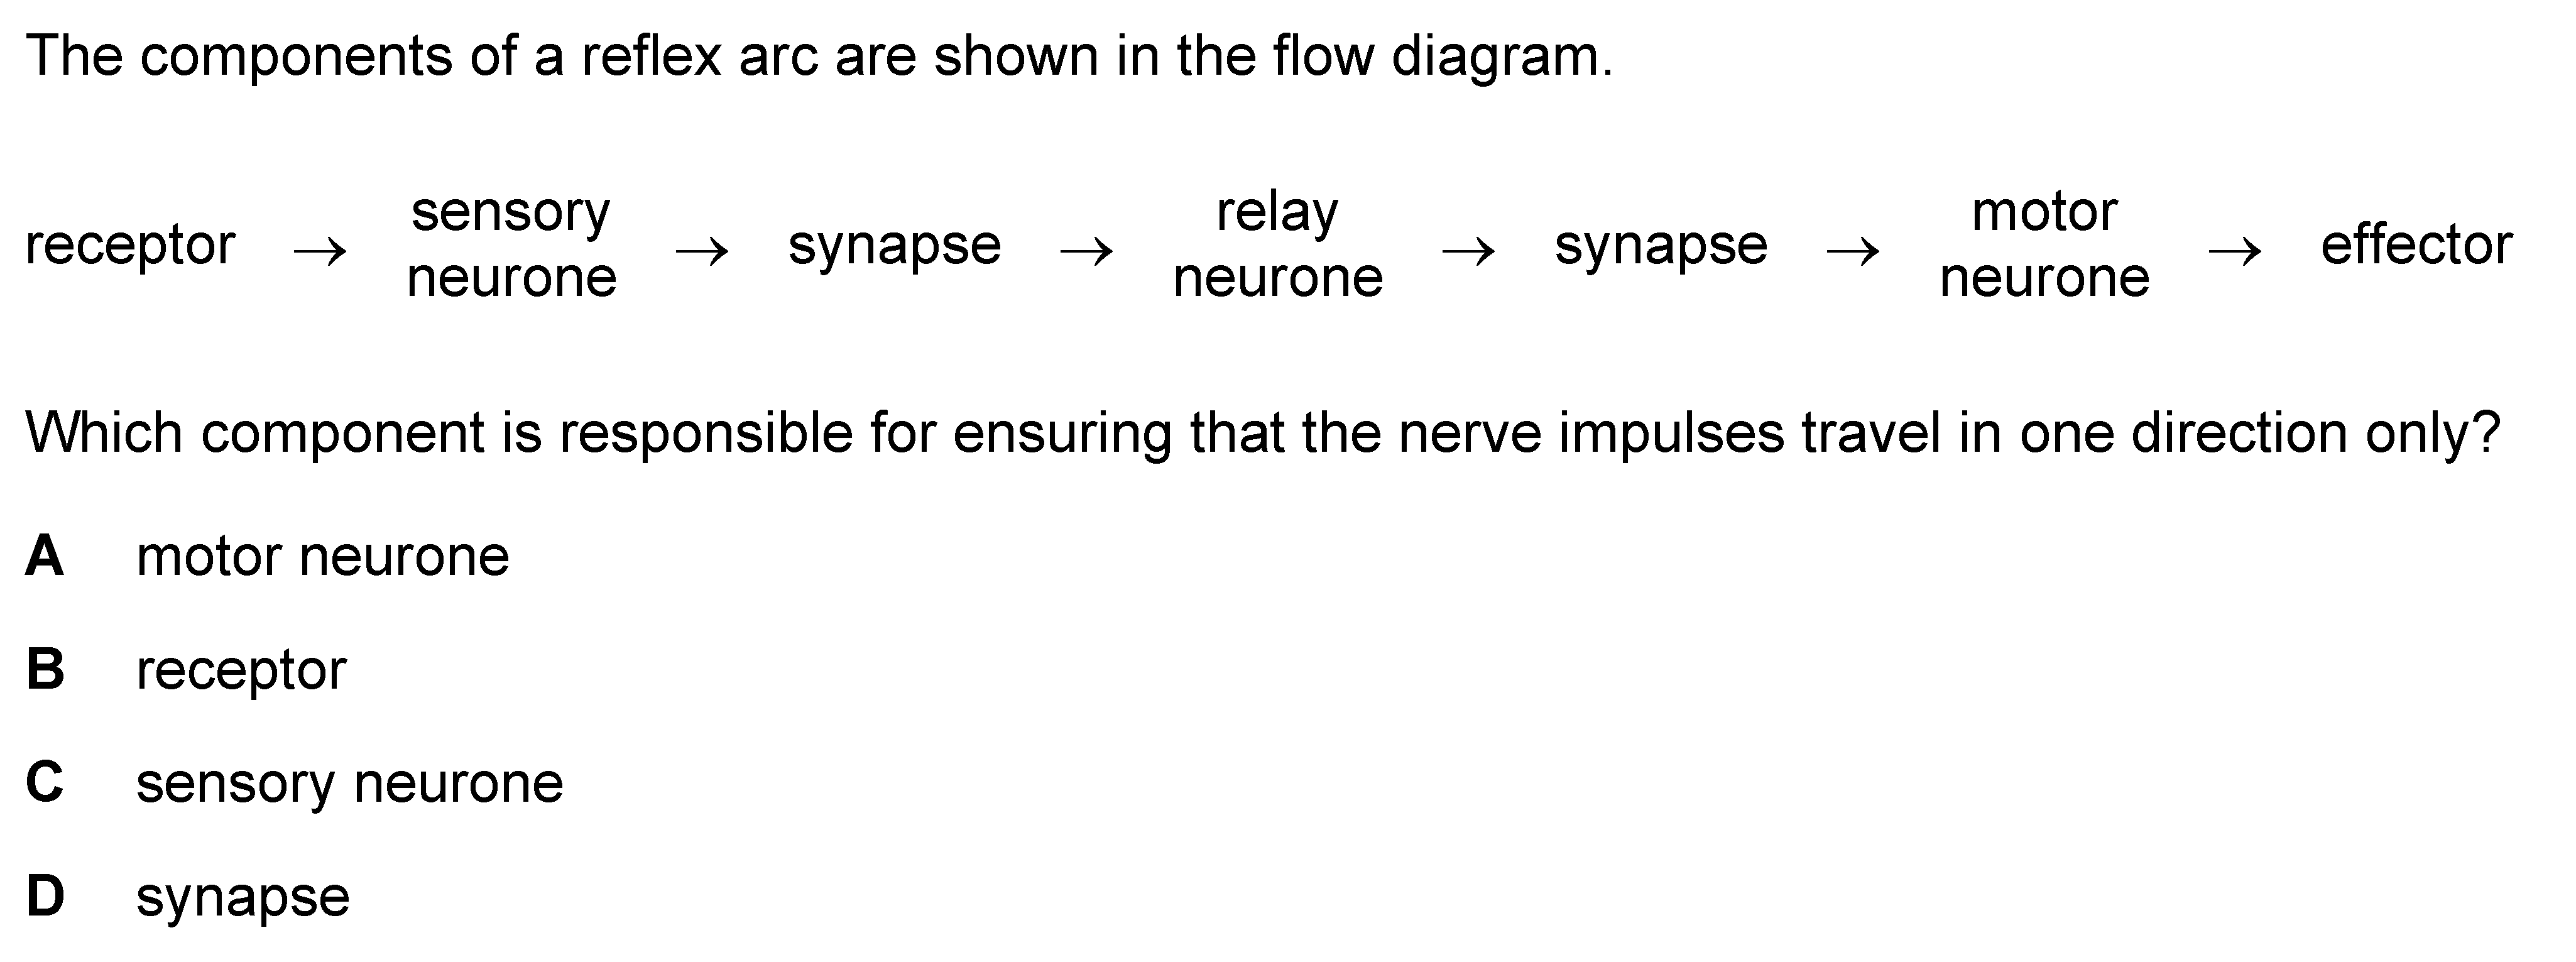 The components of a reflex arc are shown in the flow diagram.
receptor → sensory neurone → synapse → relay neurone → synapse → motor neurone → effector
Which component is responsible for ensuring that the nerve impulses travel in one direction only?
A motor neurone
B receptor
C sensory neurone
D synapse